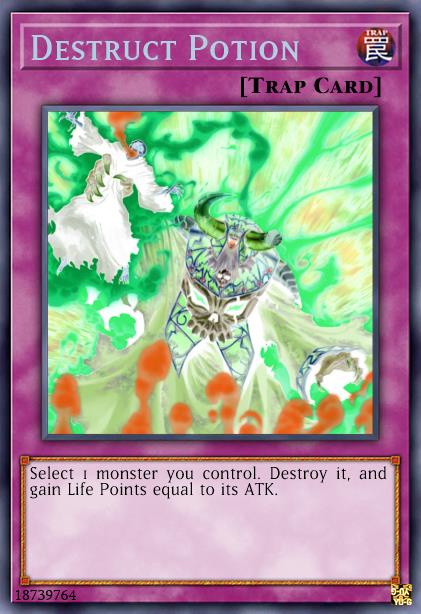 DESTRUCT POTION
TRAP
罠
[TRAP CARD]
Select 1 monster you control. Destroy it, and
gain Life Points equal to its ATK.
18739764